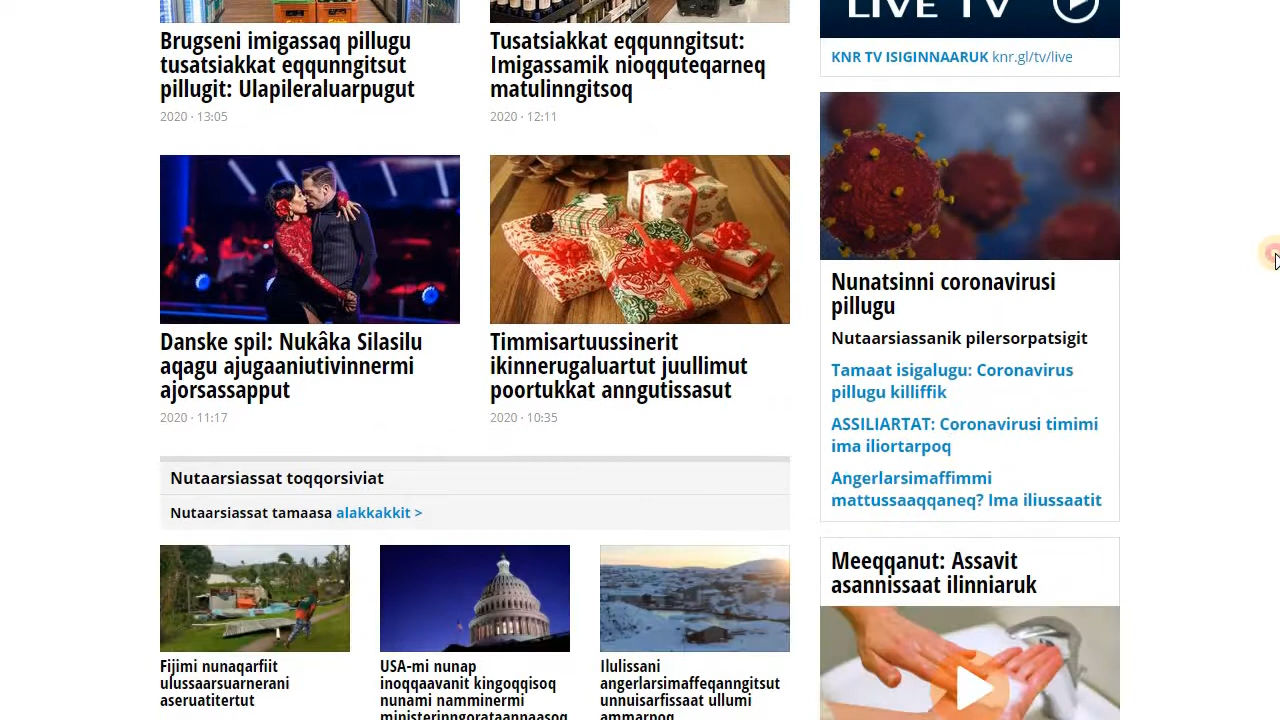 Brugseni imigassaq pillugu
tusatsiakkat eqqunngitsut
pillugit: Ulapileraluarpugut
2020 · 13:05
Tusatsiakkat eqqunngitsut:
Imigassamik nioqquteqarneq
matulinngitsoq
2020 · 12:11
Danske spil: Nukâka Silasilu
aqagu ajugaaniutivinnermi
ajorsassapput
2020 · 11:17
Timmisartuussinerit
ikinnerugaluartut juullimut
poortukkat anngutissasut
2020 · 10:35
Nutaarsiassat toqqorsiviat
Nutaarsiassat tamaasa alakkakkit >
Fijimi nunaqarfiit
ulussaarsuarnerani
aseruatitertut
USA-mi nunap
inoqqaavanit kingoqqisoq
nunami namminermi
ministerinngorataannaasoq
Ilulissani
angerlarsimaffeqanngitsut
unnuisarfissaat ullumi
ammarpoq
LIVE TV
KNR TV ISIGINNAARUK knr.gl/tv/live
Nunatsinni coronavirusi
pillugu
Nutaarsiassanik pilersorpatsigit
Tamaat isigalugu: Coronavirus
pillugu killiffik
ASSILIARTAT: Coronavirusi timimi
ima iliortarpoq
Angerlarsimaffimmi
mattussaaqqaneq? Ima iliussaatit
Meeqqanut: Assavit
asannissaat ilinniaruk